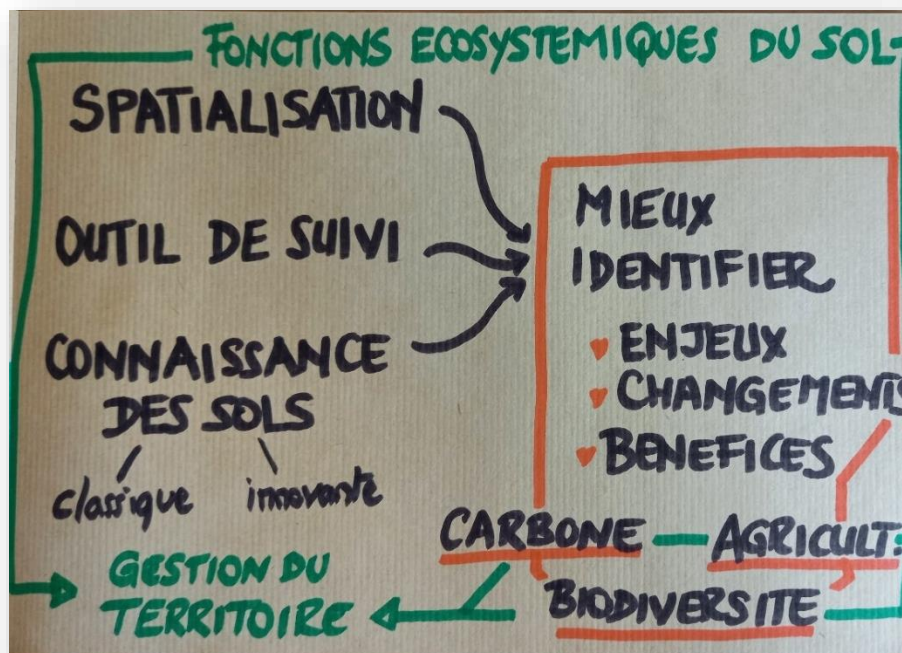 FONCTIONS ECOSYSTEMIQUES DU SOL
SPATIALISATION
OUTIL DE SUIVI
CONNAISSANCE
DES SOLS
classique innovante
MIEUX
IDENTIFIER
ENJEUX
CHANGEMENTS
BENEFICES
CARBONE AGRICULT.
BIODIVERSITE
GESTION DU
TERRITOIRE